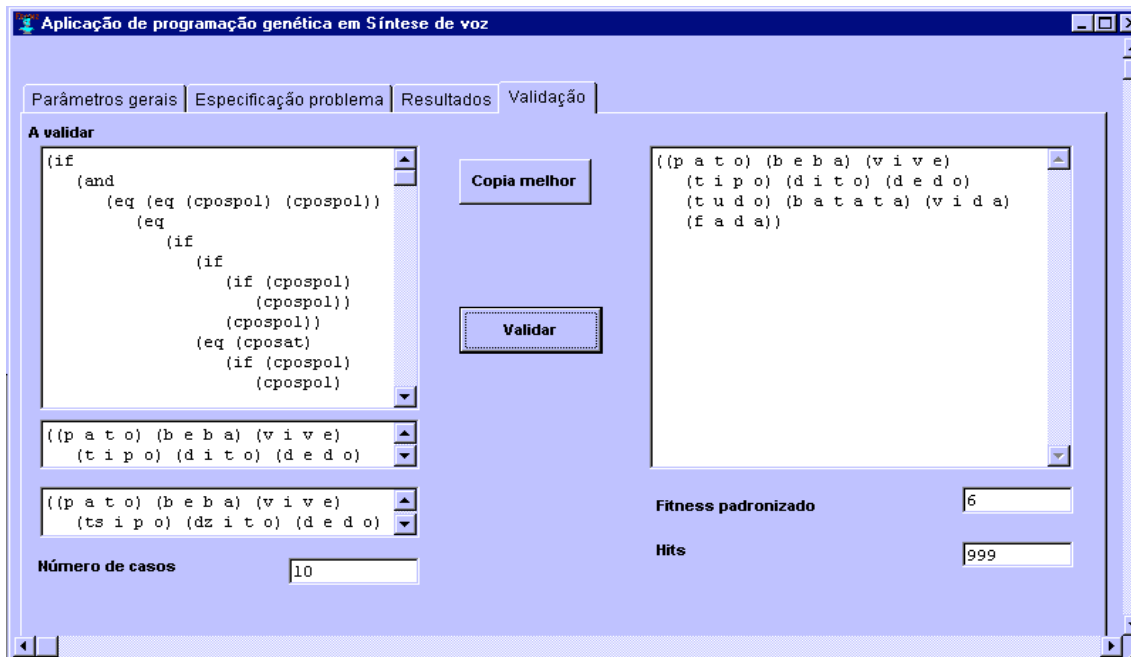 Aplicação de programação genética em Síntese de voz
Parâmetros gerais Especificação problema Resultados Validação
A validar
(if
(and
(eq (eq (cpospol) (cpospol))
(eq
(if
(if
(if (cpospol)
(cpospol))
(cpospol))
(eq (cposat)
(if (cpospol)
(cpospol)
((p a t o) (b e b a) (v i v e)
(t i p o) (d i t o) (d e d o)
((p a t o) (b e b a) (v i v e)
(ts i p o) (dz i t o) (d e d o)
Número de casos
10
Copia melhor
Validar
((p a t o) (b e b a) (v i v e)
(t i p o) (d i t o) (d e d o)
(t u d o) (b a t a t a) (v i d a)
(f a d a))
Fitness padronizado
6
Hits
999